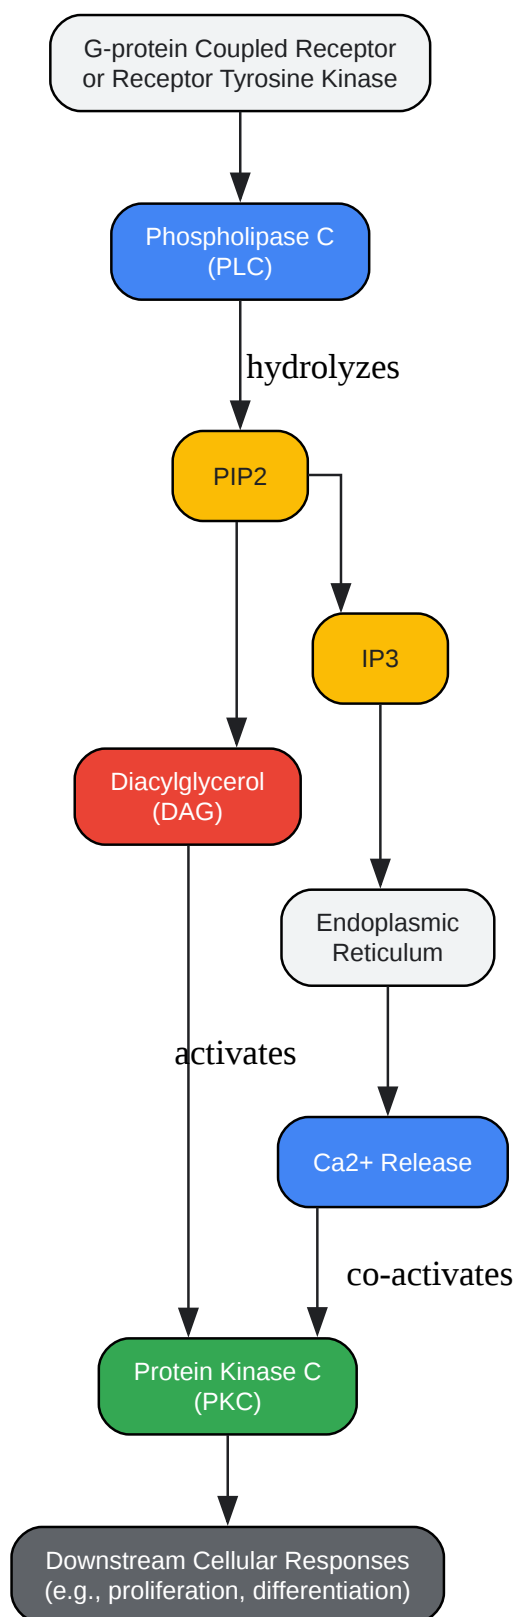 G-protein Coupled Receptor
or Receptor Tyrosine Kinase
Phospholipase C
(PLC)
hydrolyzes
PIP2
IP3
Diacylglycerol
(DAG)
Endoplasmic
Reticulum
activates
Ca2+ Release
co-activates
Protein Kinase C
(PKC)
Downstream Cellular Responses
(e.g., proliferation, differentiation)